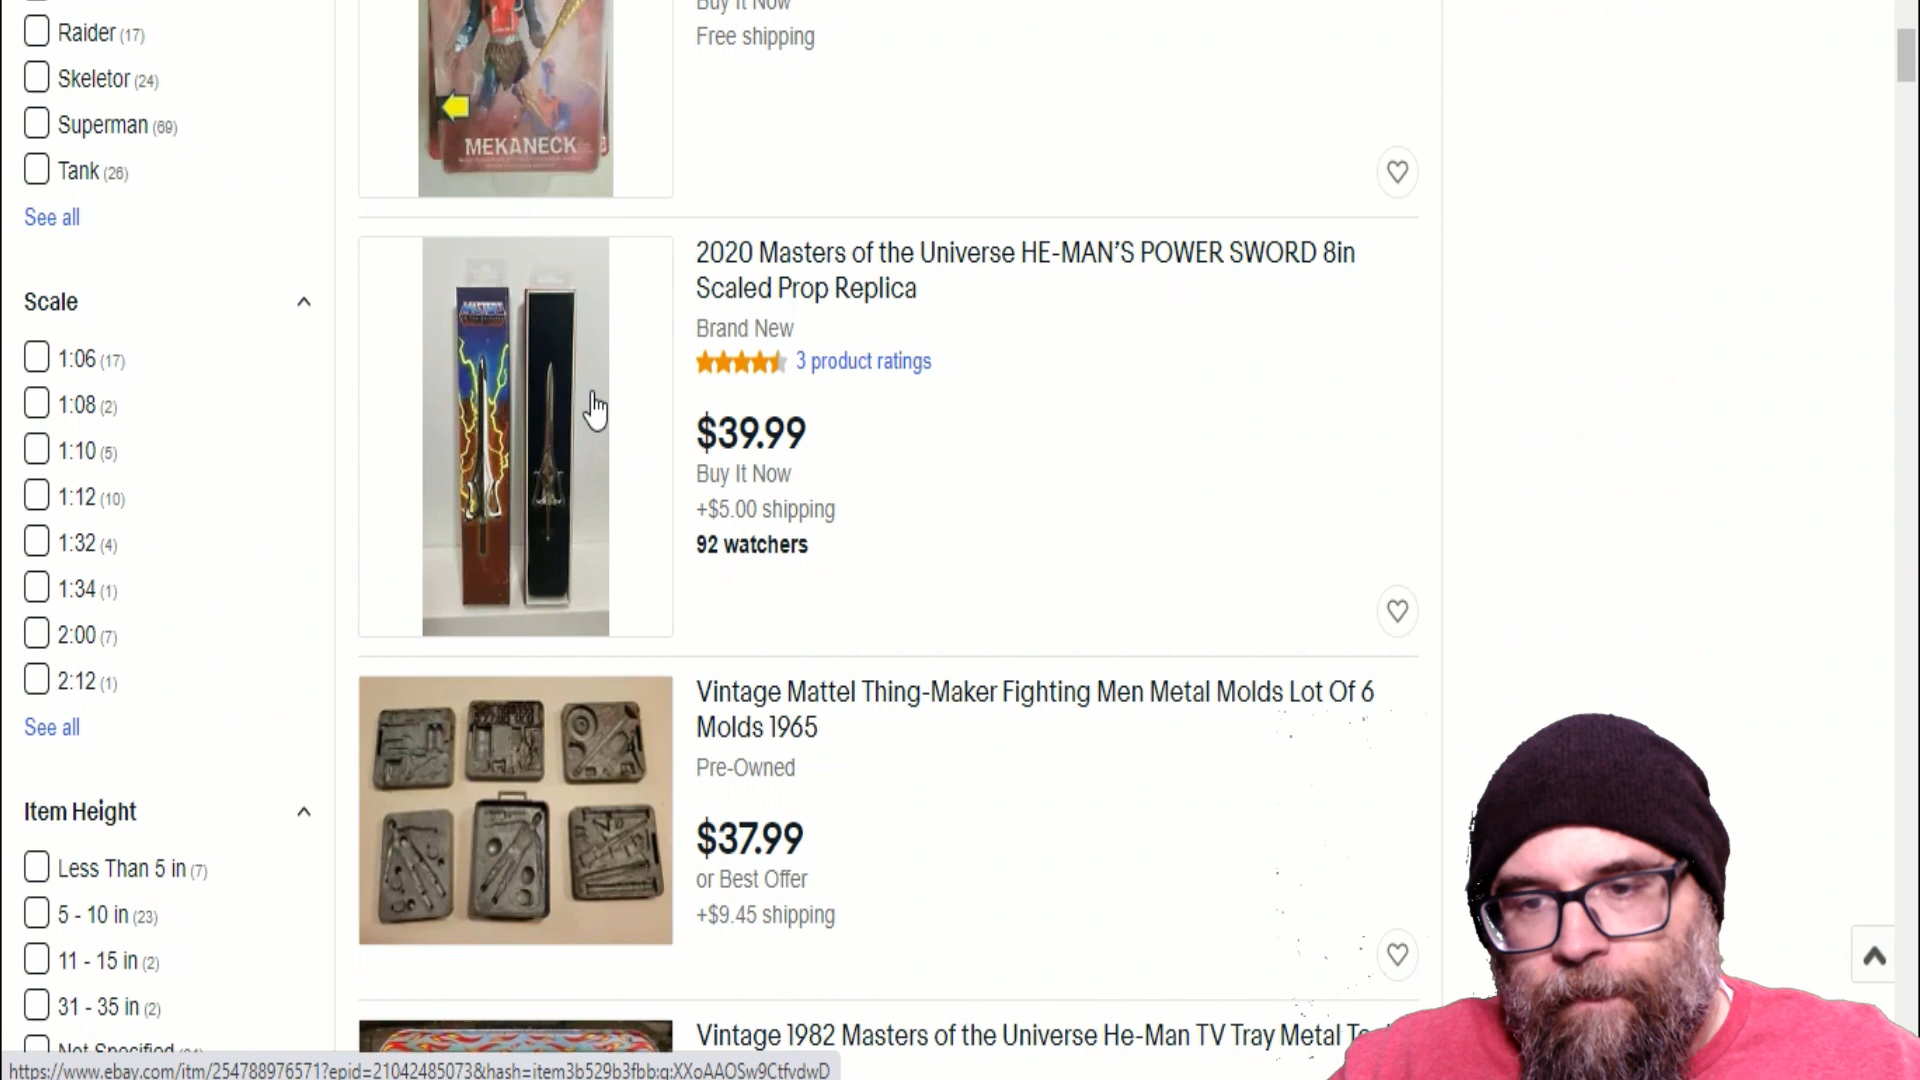 Raider (17)
Skeletor (24)
Superman (69)
Tank (26)
See all
Scale
1:06 (17)
1:08 (2)
1:10 (5)
1:12 (10)
1:32 (4)
1:34 (1)
2:00 (7)
2:12 (1)
See all
Item Height
Less Than 5 in (7)
5 - 10 in (23)
11 - 15 in (2)
31 - 35 in (2)
Not Specified
MEKANECK
Buy It Now
Free shipping
MASTERS
2020 Masters of the Universe HE-MAN’S POWER SWORD 8in
Scaled Prop Replica
Brand New
3 product ratings
$39.99
Buy It Now
+$5.00 shipping
92 watchers
Vintage Mattel Thing-Maker Fighting Men Metal Molds Lot Of 6
Molds 1965
Pre-Owned
$37.99
or Best Offer
+$9.45 shipping
Vintage 1982 Masters of the Universe He-Man TV Tray Metal
https://www.ebay.com/itm/254788976571?epid=21042485073&hash=item3b529b3fbb:g:XXoAAOSw9CtfvdwD